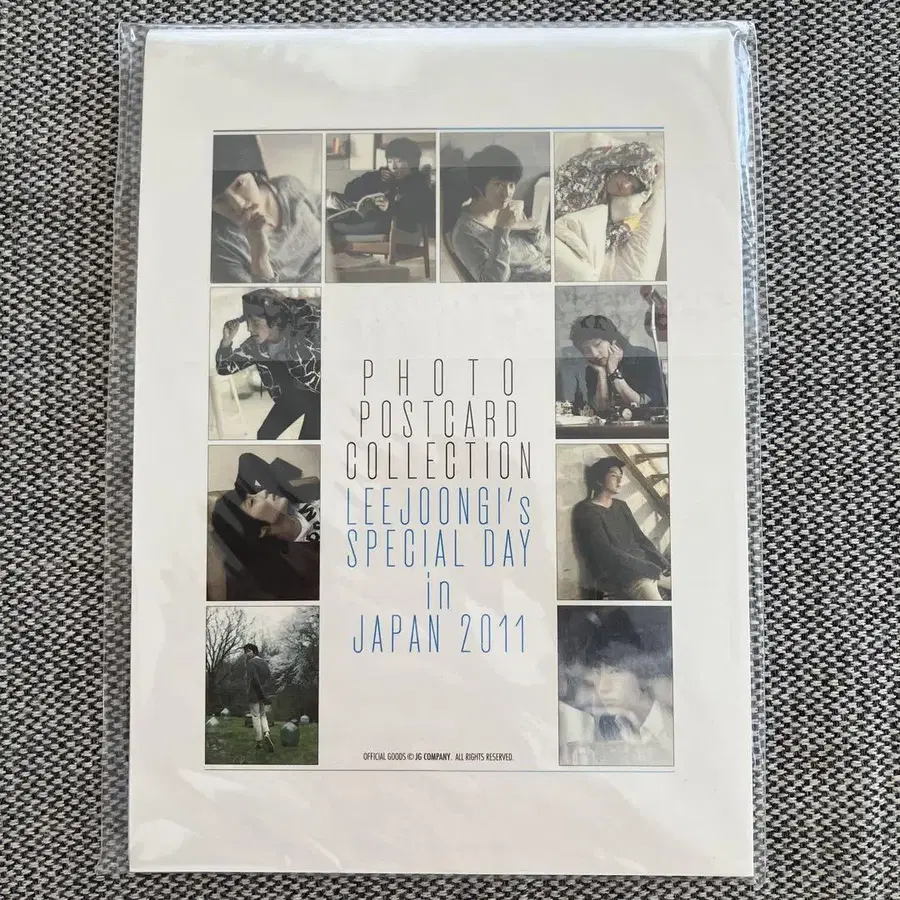 PHOTO
POSTCARD
COLLECTION
LEEJOONGI's
SPECIAL DAY
in
JAPAN 2011
OFFICIAL GOODS © JG COMPANY. ALL RIGHTS RESERVED.